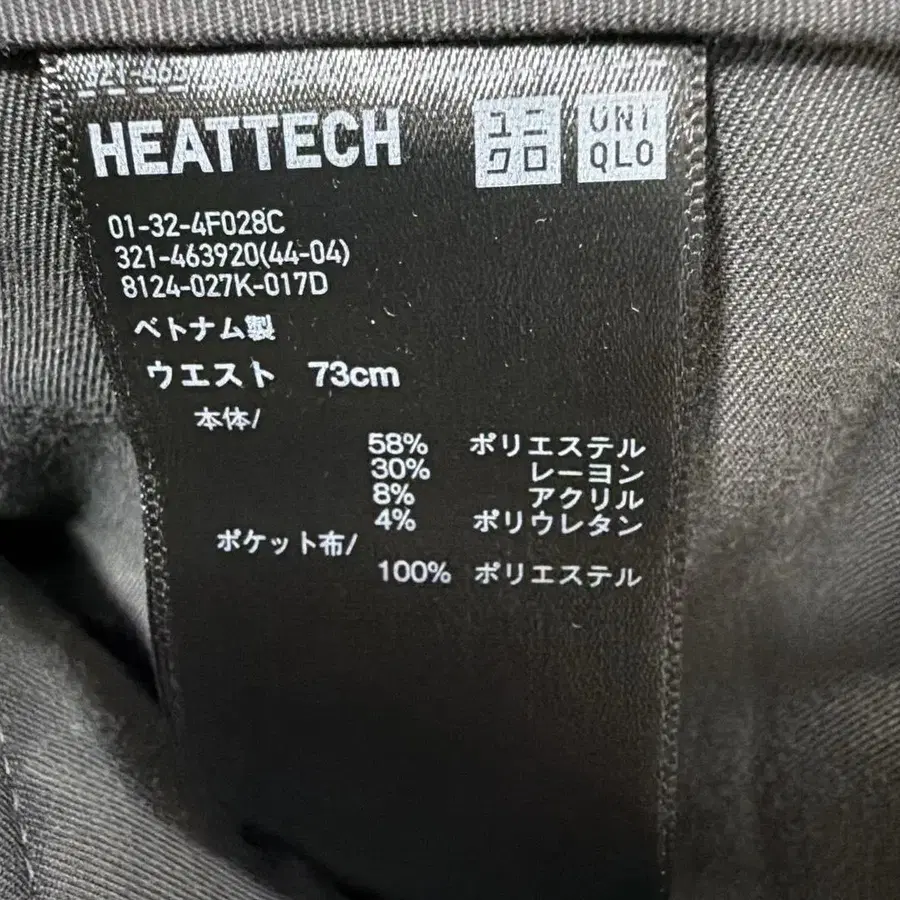 HEATTECH
ユニ
クロ
UNI
QLO
01-32-4F028C
321-463920(44-04)
8124-027K-017D
ベトナム製
ウエスト 73cm
本体/
58% ポリエステル
30% レーヨン
8% アクリル
4% ポリウレタン
ポケット布/
100% ポリエステル